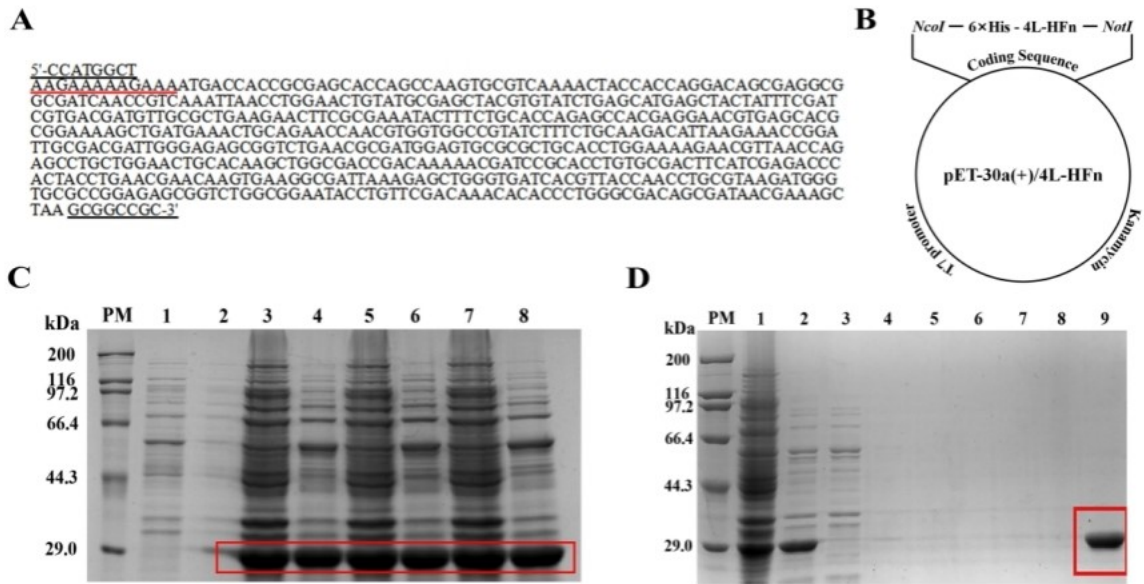 A
5'-CCATGGCT
AAGAAAAAGAAAATGACCACCGCGAGCACCAGCCAAGTGCGTCAAAACTACCACCAGGACAGCGAGGCG
GCGATCAACCGTCAAATTAACCTGGAACTGTATGCGAGCTACGTGTATCTGAGCATGAGCTACTATTTCGAT
CGTGACGATGTTGCGCTGAAGAACTTCGCGAAATACTTTCTGCACCAGAGCCACGAGGAACGTGAGCACG
CGGAAAAGCTGATGAAACTGCAGAACCAACGTGGTGGCCGTATCTTTCTGCAAGACATTAAGAAACCGGA
TTGCGACGATTGGGAGAGCGGTCTGAACGCGATGGAGTGCGCGCTGCACCTGGAAAAGAACGTTAACCAG
AGCCTGCTGGAACTGCACAAGCTGGCGACCGACAAAAACGATCCGCACCTGTGCGACTTCATCGAGACCC
ACTACCTGAACGAACAAGTGAAGGCGATTAAAGAGCTGGGTGATCACGTTACCAACCTGCGTAAGATGGG
TGCGCCGGAGAGCGGTCTGGCGGAATACCTGTTCGACAAACACACCCTGGGCGACAGCGATAACGAAAGC
TAA GCGGCCGC-3'
B
NcoI — 6×His - 4L-HFn — NotI
Coding Sequence
pET-30a(+)/4L-HFn
T7 promoter
Kanamycin
C
kDa PM 1 2 3 4 5 6 7 8
200
116
97.2
66.4
44.3
29.0
D
kDa PM 1 2 3 4 5 6 7 8 9
200
116
97.2
66.4
44.3
29.0